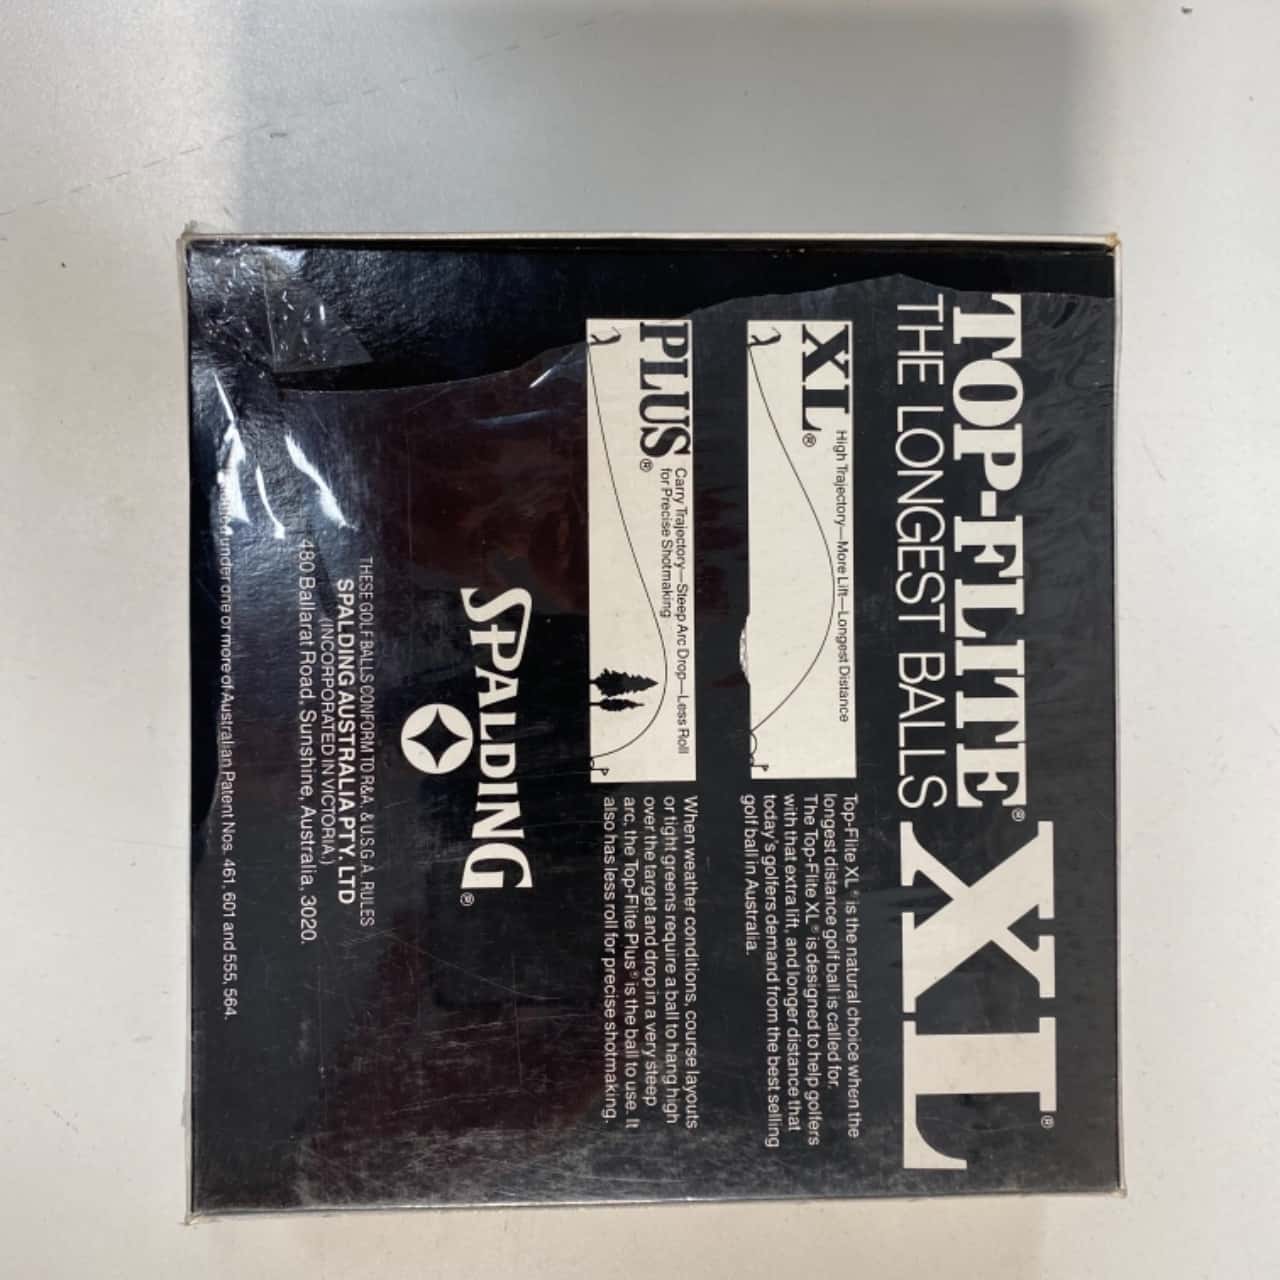 TOP-FLITE® XL®
THE LONGEST BALLS
XL®
High Trajectory—More Lift—Longest Distance
Top-Flite XL® is the natural choice when the
longest distance golf ball is called for.
The Top-Flite XL® is designed to help golfers
with that extra lift, and longer distance that
today's golfers demand from the best selling
golf ball in Australia.
PLUS®
Carry Trajectory—Steep Arc Drop—Less Roll
for Precise Shotmaking
When weather conditions, course layouts
or tight greens require a ball to hang high
over the target and drop in a very steep
arc, the Top-Flite Plus® is the ball to use. It
also has less roll for precise shotmaking.
SPALDING®
THESE GOLF BALLS CONFORM TO R&A. & U.S.G.A. RULES
SPALDING AUSTRALIA PTY. LTD
(INCORPORATED IN VICTORIA.)
480 Ballarat Road, Sunshine, Australia, 3020.
under one or more of Australian Patent Nos. 461, 601 and 555, 564.